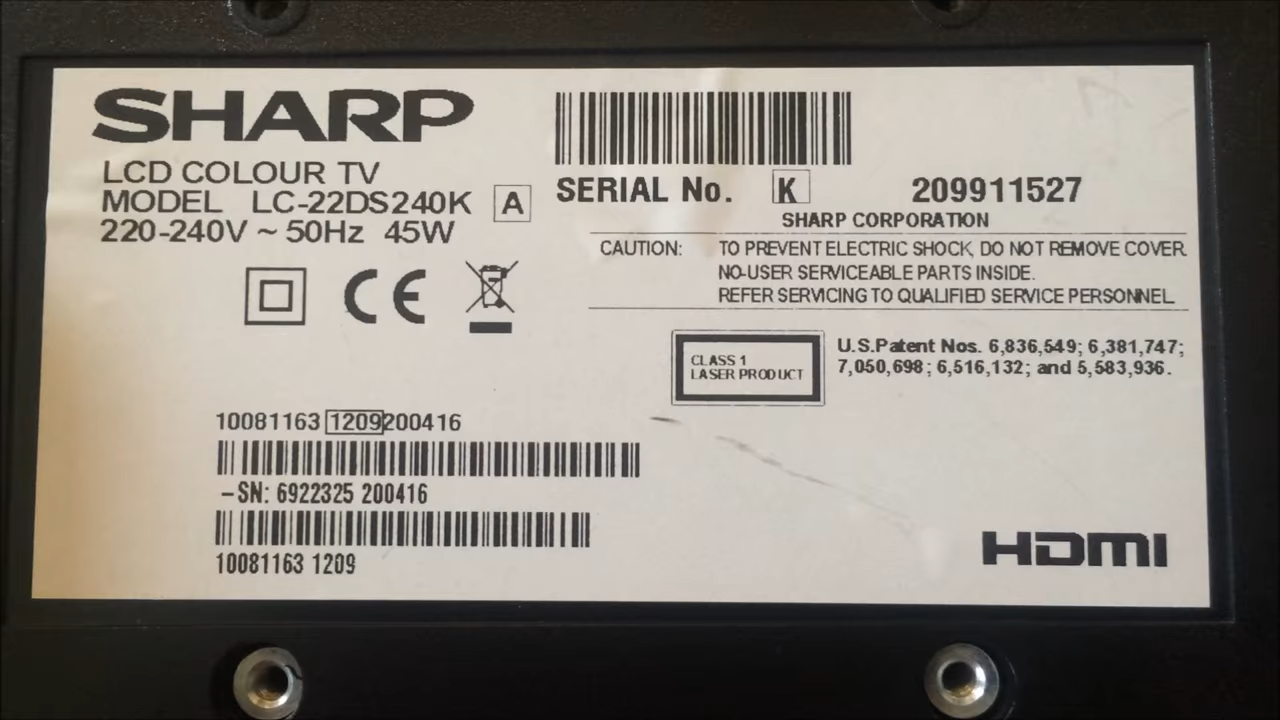 SHARP
LCD COLOUR TV
MODEL LC-22DS240K A
220-240V ~ 50Hz 45W
CE
SERIAL No. K 209911527
SHARP CORPORATION
CAUTION: TO PREVENT ELECTRIC SHOCK, DO NOT REMOVE COVER.
NO-USER SERVICEABLE PARTS INSIDE.
REFER SERVICING TO QUALIFIED SERVICE PERSONNEL
CLASS 1
LASER PRODUCT
U.S.Patent Nos. 6,836,549; 6,381,747;
7,050,698; 6,516,132; and 5,583,936.
10081163 1209200416
-SN: 6922325 200416
10081163 1209
HDMI